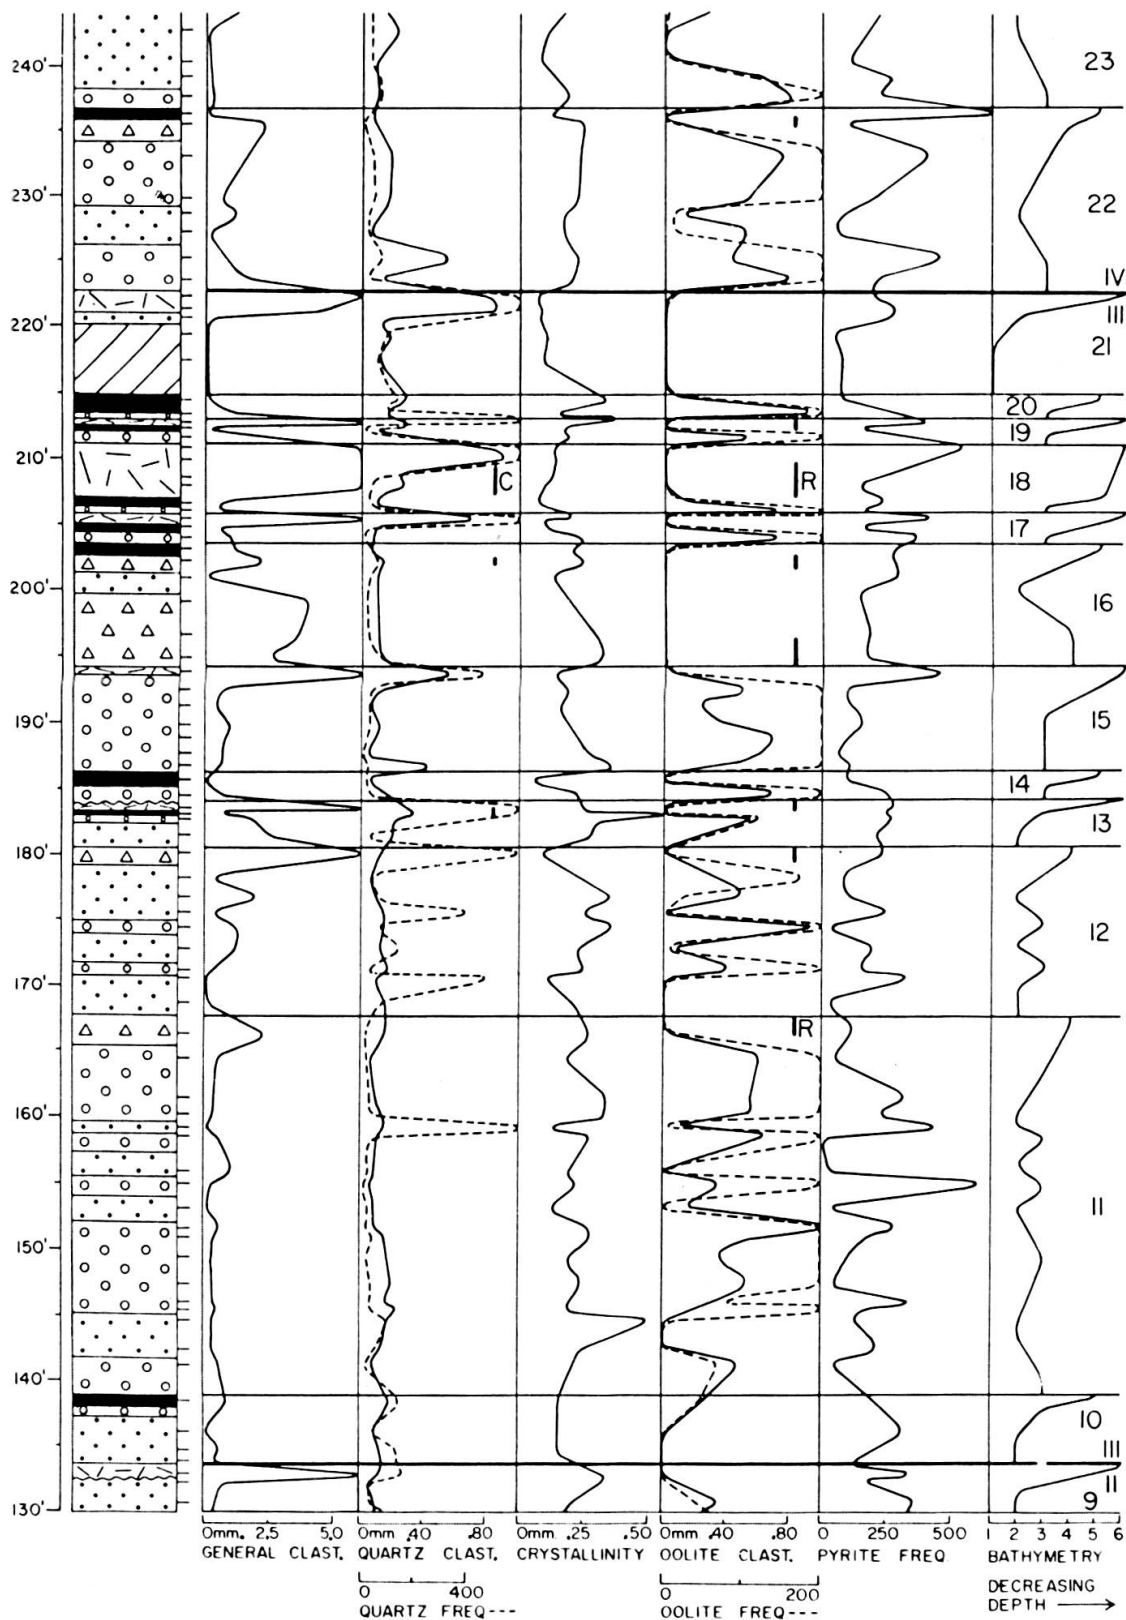 240'
23
230'
22
IV
220'
III
21
20
19
210'
C
R
18
17
200'
16
190'
15
14
13
180'
12
170'
R
160'
11
150'
140'
10
III
II
130'
9
0mm. 2.5 5.0 0mm .40 .80 0mm .25 .50 0mm .40 .80 0 250 500 1 2 3 4 5 6
GENERAL CLAST. QUARTZ CLAST. CRYSTALLINITY OOLITE CLAST. PYRITE FREQ. BATHYMETRY
0 400 0 200 DECREASING
QUARTZ FREQ--- OOLITE FREQ--- DEPTH